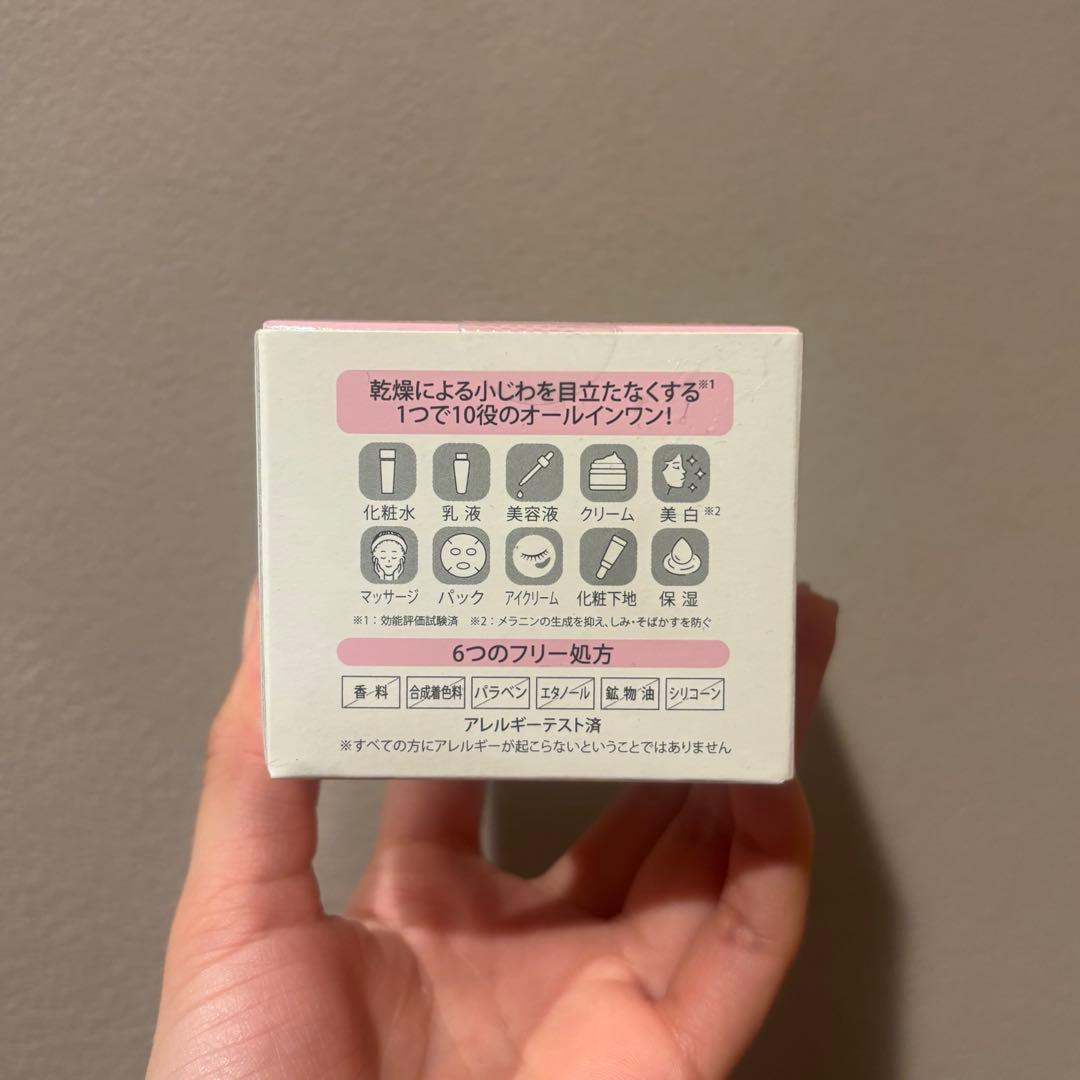 乾燥による小じわを目立たなくする※1
1つで10役のオールインワン!
化粧水 乳液 美容液 クリーム 美白※2
マッサージ パック アイクリーム 化粧下地 保湿
※1：効能評価試験済 ※2：メラニンの生成を抑え、しみ・そばかすを防ぐ
6つのフリー処方
香料 合成着色料 パラベン エタノール 鉱物油 シリコーン
アレルギーテスト済
※すべての方にアレルギーが起こらないということではありません